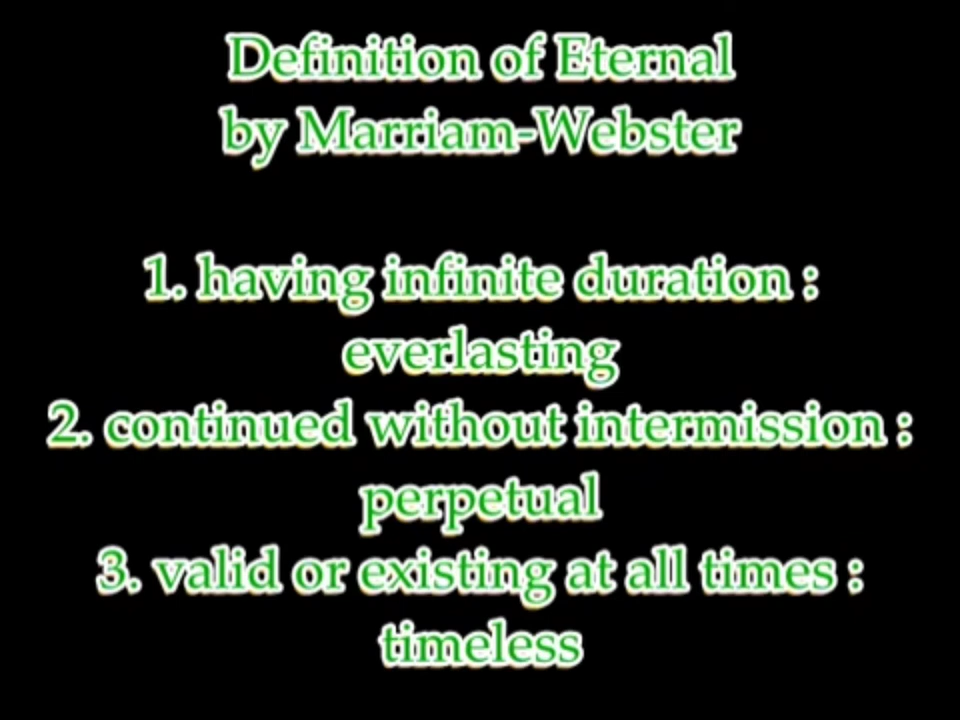 Definition of Eternal
by Marriam-Webster
1. having infinite duration :
everlasting
2. continued without intermission :
perpetual
3. valid or existing at all times :
timeless